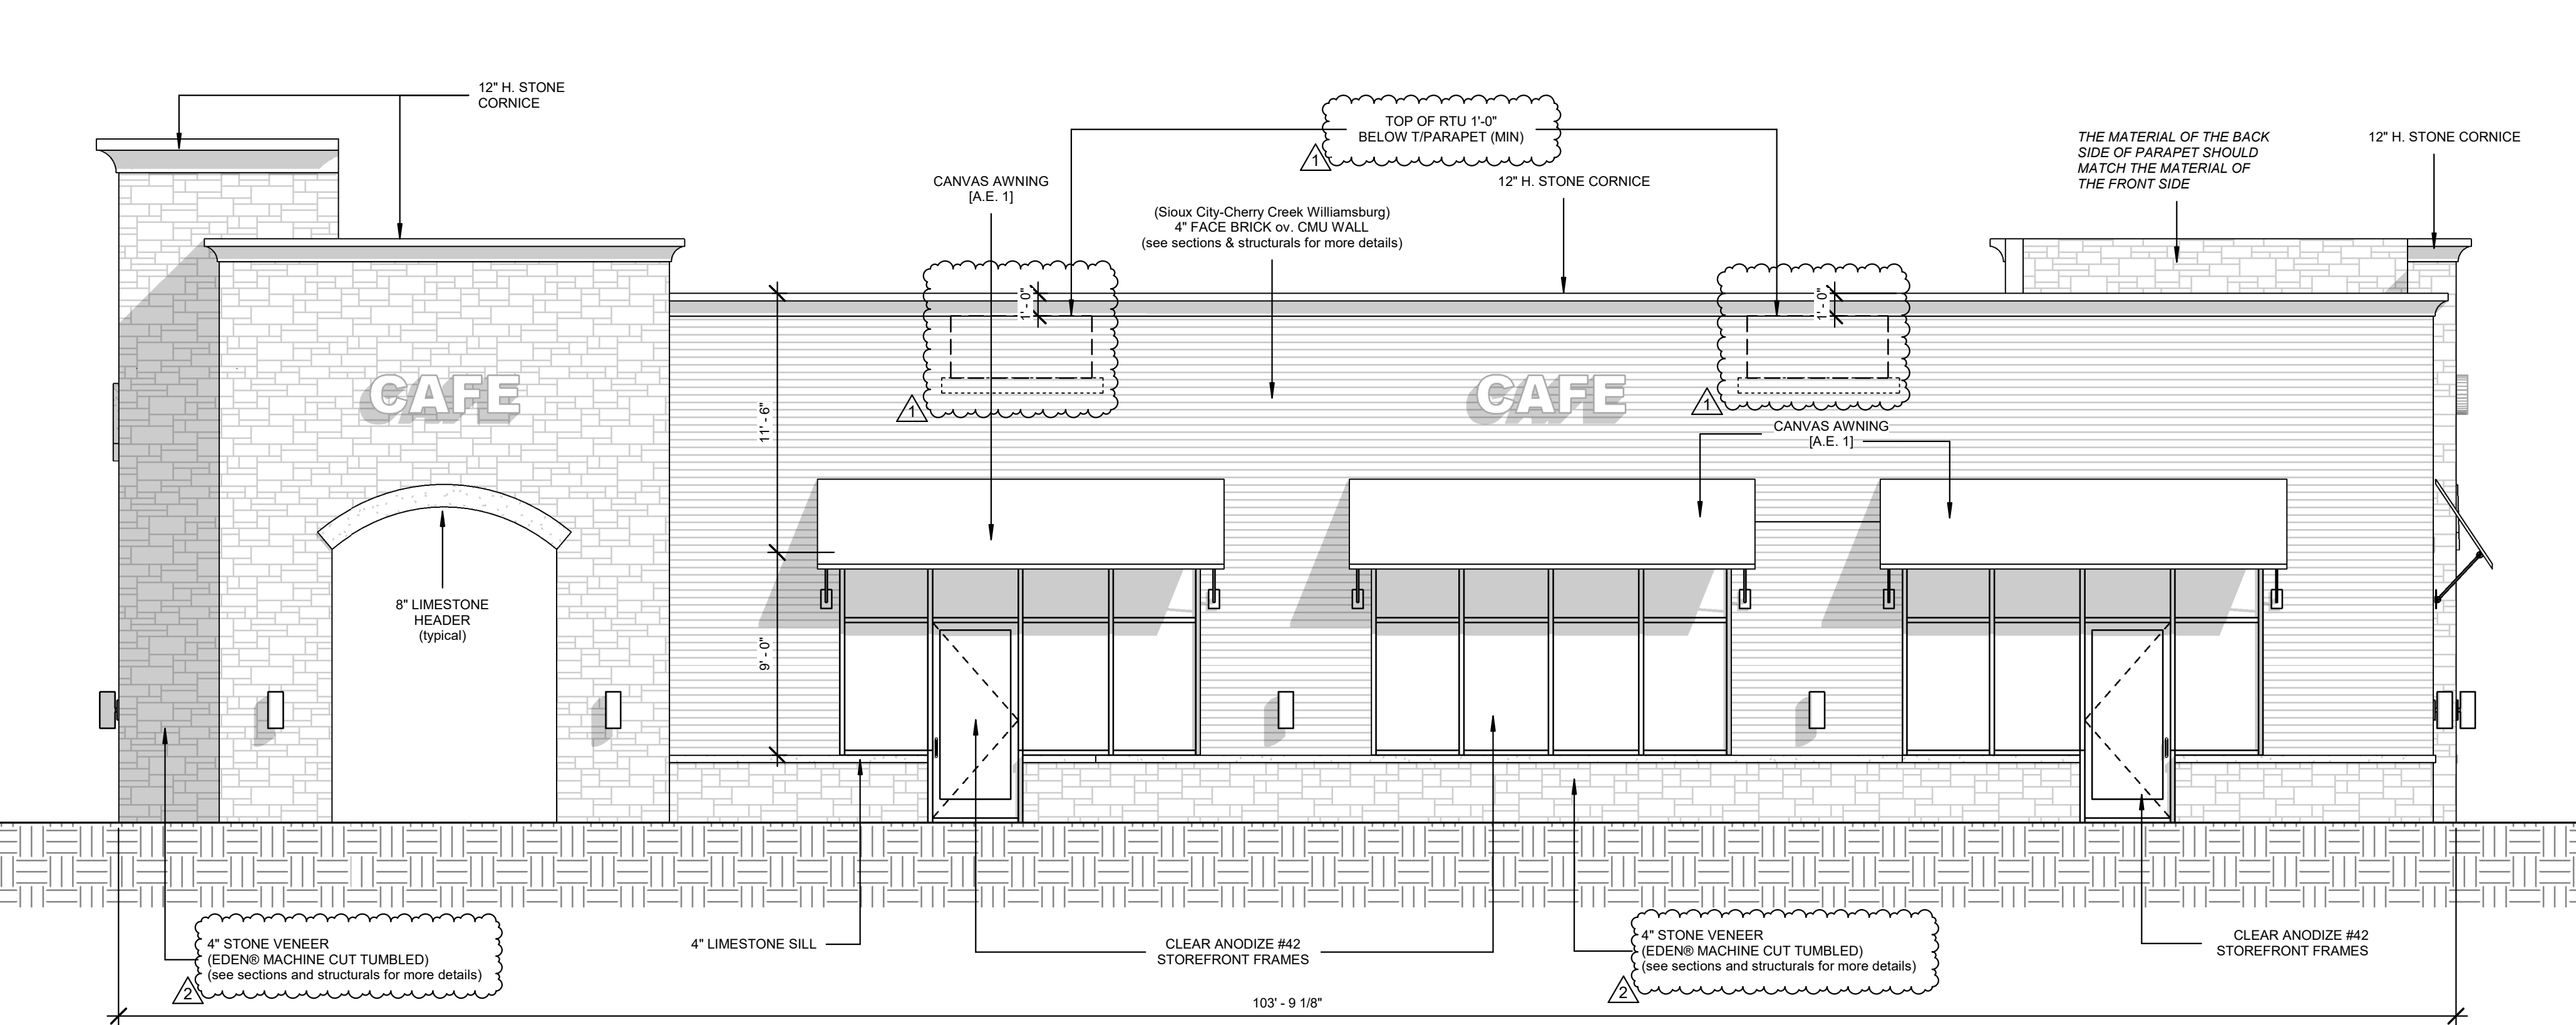 12" H. STONE
CORNICE
TOP OF RTU 1'-0"
BELOW T/PARAPET (MIN)
1
THE MATERIAL OF THE BACK
SIDE OF PARAPET SHOULD
MATCH THE MATERIAL OF
THE FRONT SIDE
12" H. STONE CORNICE
CANVAS AWNING
[A.E. 1]
12" H. STONE CORNICE
(Sioux City-Cherry Creek Williamsburg)
4" FACE BRICK ov. CMU WALL
(see sections & structurals for more details)
1' - 0"
1' - 0"
CAFE
CAFE
1
1
11' - 6"
CANVAS AWNING
[A.E. 1]
8" LIMESTONE
HEADER
(typical)
9' - 0"
4" STONE VENEER
(EDEN® MACHINE CUT TUMBLED)
(see sections and structurals for more details)
2
4" LIMESTONE SILL
CLEAR ANODIZE #42
STOREFRONT FRAMES
4" STONE VENEER
(EDEN® MACHINE CUT TUMBLED)
(see sections and structurals for more details)
2
CLEAR ANODIZE #42
STOREFRONT FRAMES
103' - 9 1/8"